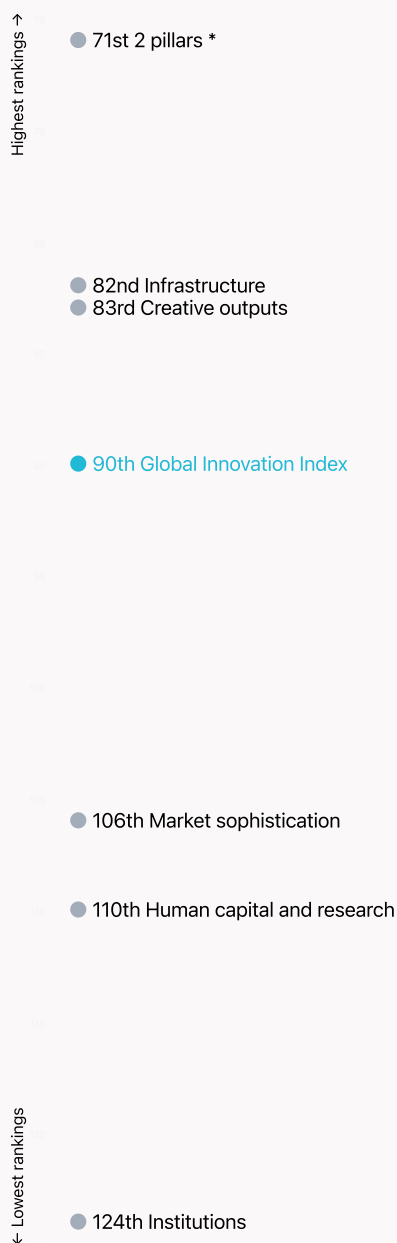 Highest rankings →
71st 2 pillars *
82nd Infrastructure
83rd Creative outputs
90th Global Innovation Index
106th Market sophistication
110th Human capital and research
← Lowest rankings
124th Institutions